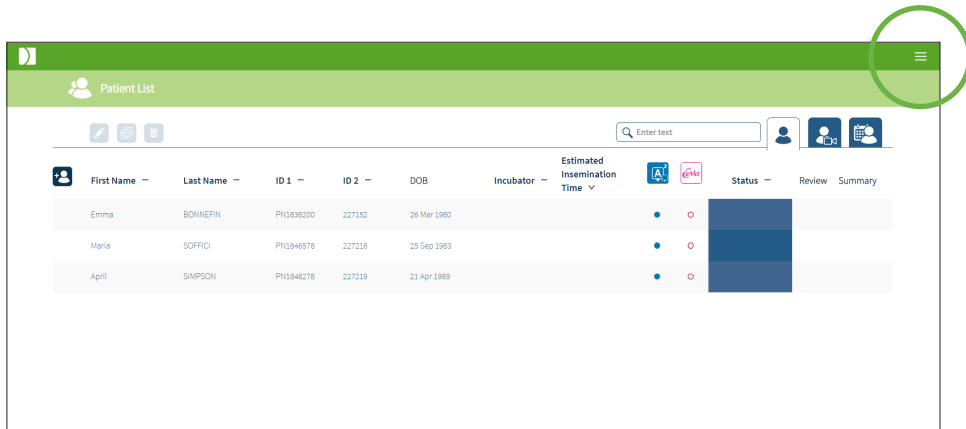 Patient List
Enter text
First Name – Last Name – ID 1 – ID 2 – DOB Incubator – Estimated Insemination Time A Eeva Status – Review Summary
Emma BONNEFIN PN1838200 227152 26 Mar 1980
Maria SOFFICI PN1846578 227216 25 Sep 1983
April SIMPSON PN1848278 227219 21 Apr 1989